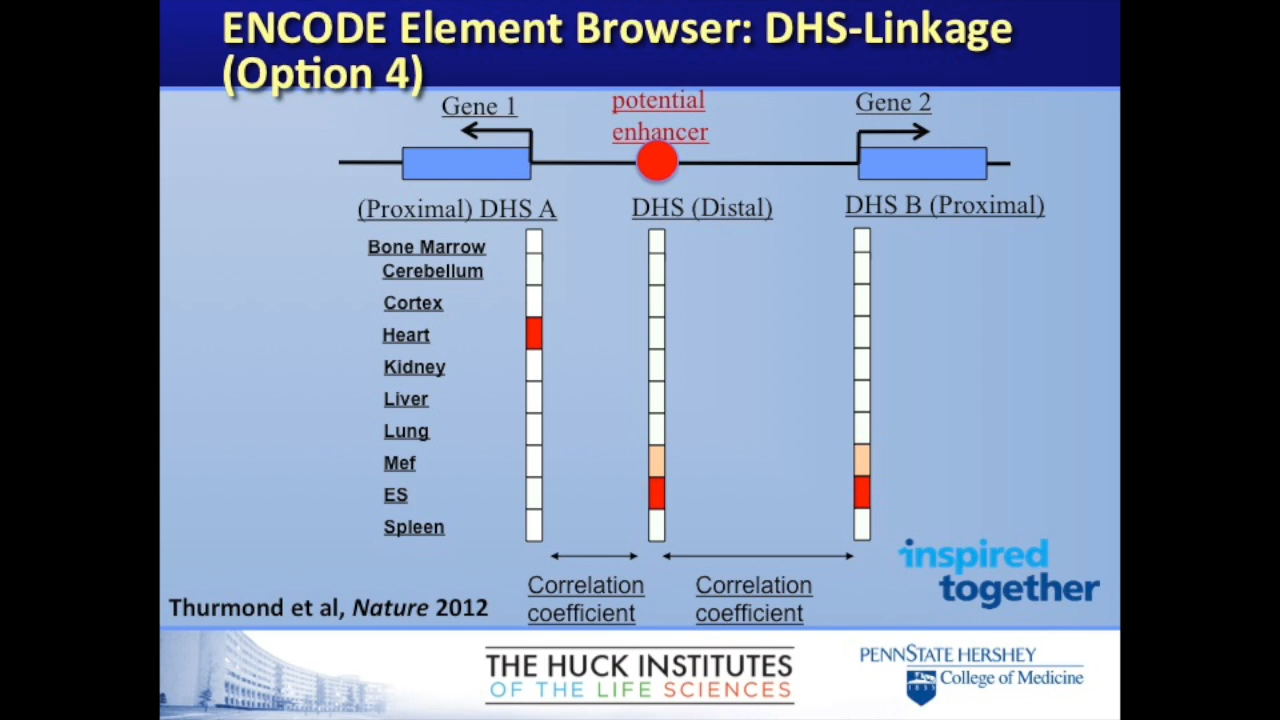 ENCODE Element Browser: DHS-Linkage
(Option 4)
Gene 1
potential
enhancer
Gene 2
(Proximal) DHS A
DHS (Distal)
DHS B (Proximal)
Bone Marrow
Cerebellum
Cortex
Heart
Kidney
Liver
Lung
Mef
ES
Spleen
Correlation
coefficient
Correlation
coefficient
inspired
together
Thurmond et al, Nature 2012
THE HUCK INSTITUTES
OF THE LIFE SCIENCES
PENNSTATE HERSHEY
College of Medicine
1855